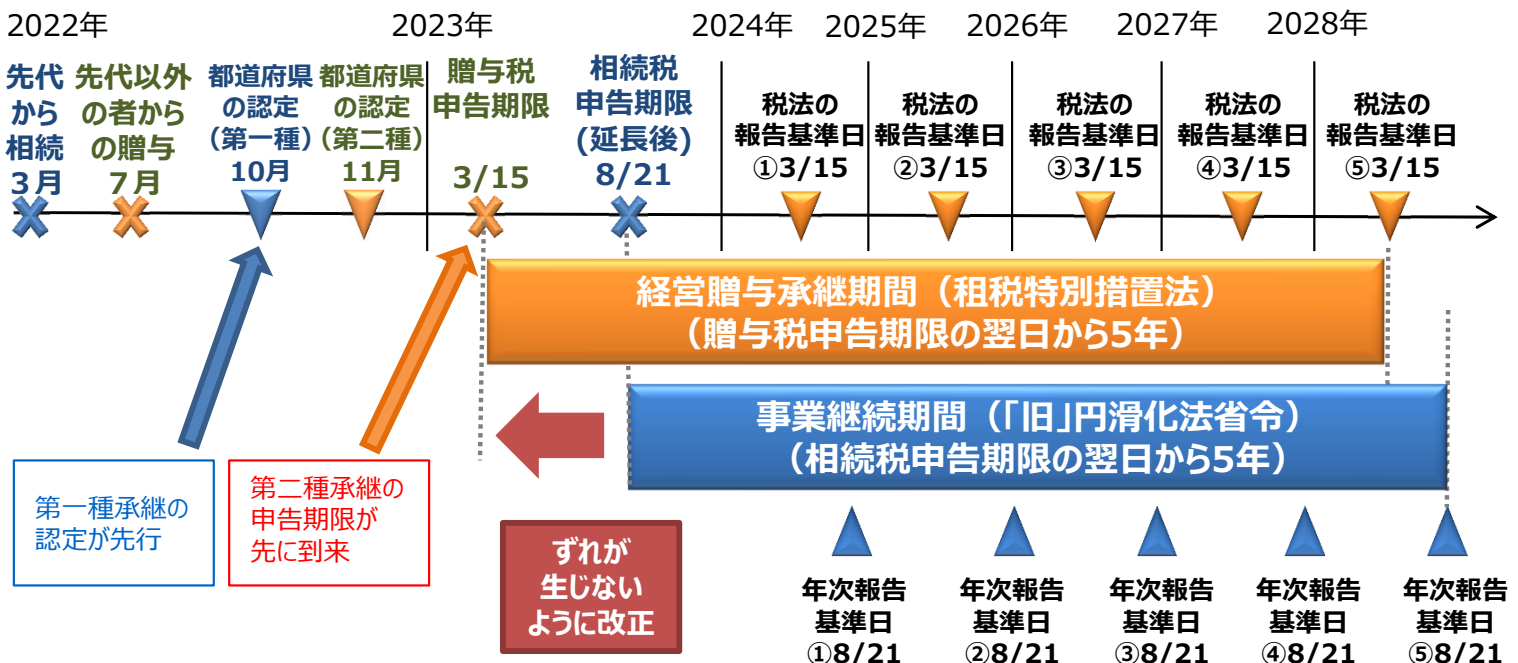 2022年
2023年
2024年
2025年
2026年
2027年
2028年
先代
から
相続
３月
先代以外
の者から
の贈与
７月
都道府県
の認定
（第一種）
10月
都道府県
の認定
（第二種）
11月
贈与税
申告期限
3/15
相続税
申告期限
(延長後)
8/21
税法の
報告基準日
①3/15
税法の
報告基準日
②3/15
税法の
報告基準日
③3/15
税法の
報告基準日
④3/15
税法の
報告基準日
⑤3/15
経営贈与承継期間（租税特別措置法）
（贈与税申告期限の翌日から5年）
事業継続期間（「旧」円滑化法省令）
（相続税申告期限の翌日から5年）
第一種承継の
認定が先行
第二種承継の
申告期限が
先に到来
ずれが
生じない
ように改正
年次報告
基準日
①8/21
年次報告
基準日
②8/21
年次報告
基準日
③8/21
年次報告
基準日
④8/21
年次報告
基準日
⑤8/21